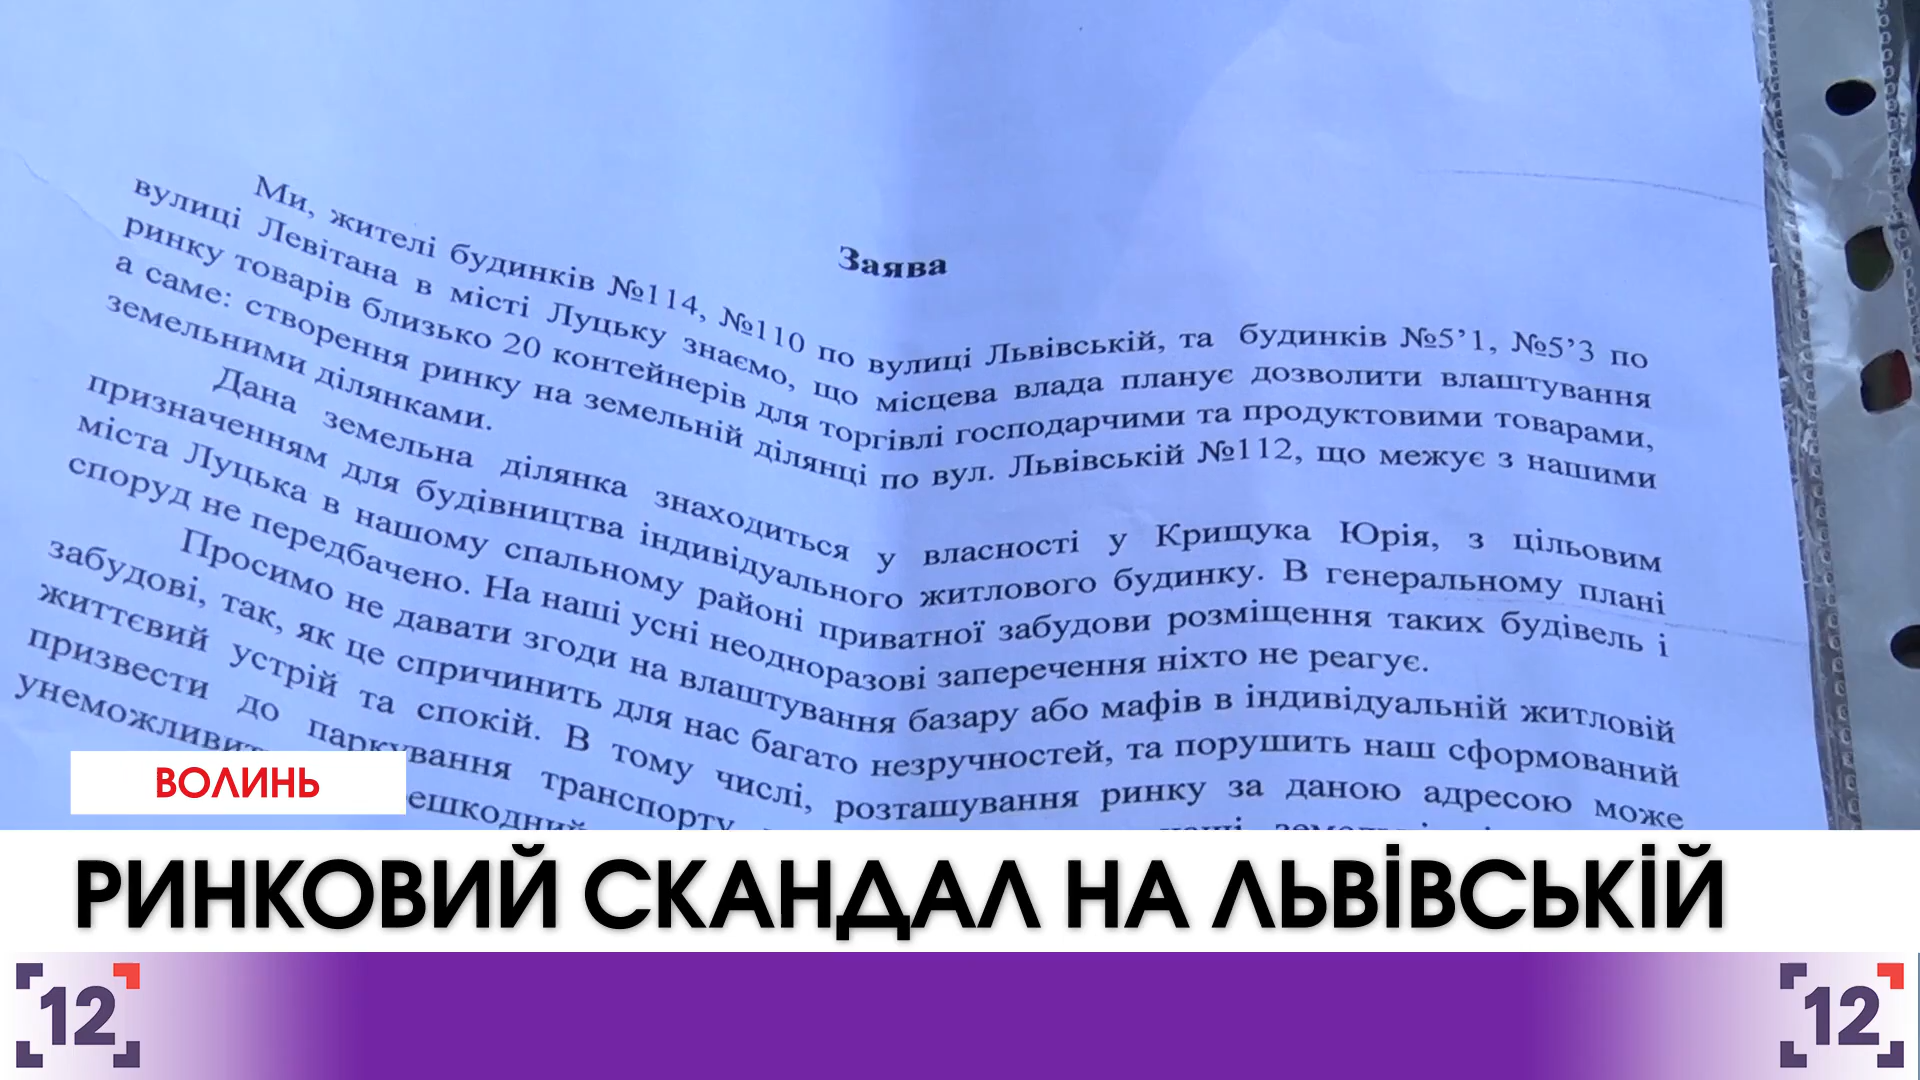 Заява
Ми, жителі будинків №114, №110 по вулиці Львівській, та будинків №5’1, №5’3 по
вулиці Левітана в місті Луцьку знаємо, що місцева влада планує дозволити влаштування
ринку товарів близько 20 контейнерів для торгівлі господарчими та продуктовими товарами,
а саме: створення ринку на земельній ділянці по вул. Львівській №112, що межує з нашими
земельними ділянками.
Дана земельна ділянка знаходиться у власності у Крищука Юрія, з цільовим
призначенням для будівництва індивідуального житлового будинку. В генеральному плані
міста Луцька в нашому спальному районі приватної забудови розміщення таких будівель і
споруд не передбачено. На наші усні неодноразові заперечення ніхто не реагує.
Просимо не давати згоди на влаштування базару або мафів в індивідуальній житловій
забудові, так, як це спричинить для нас багато незручностей, та порушить наш сформований
життєвий устрій та спокій. В тому числі, розташування ринку за даною адресою може
призвести до паркування транспорту
ВОЛИНЬ
РИНКОВИЙ СКАНДАЛ НА ЛЬВІВСЬКІЙ
12
12